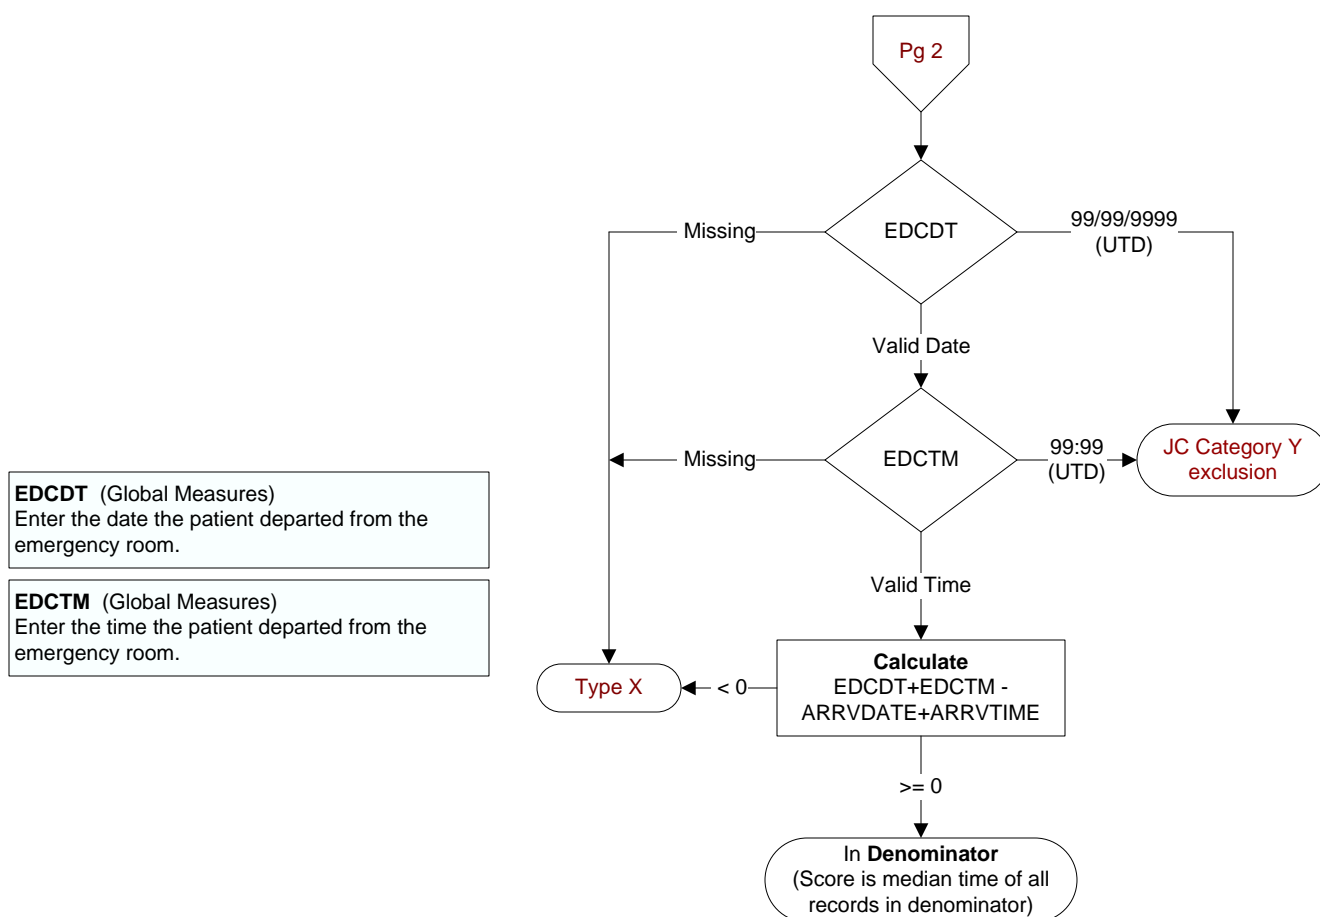 Pg 2
EDCDT
Missing
99/99/9999
(UTD)
Valid Date
EDCTM
Missing
99:99
(UTD)
JC Category Y
exclusion
EDCDT (Global Measures)
Enter the date the patient departed from the
emergency room.
EDCTM (Global Measures)
Enter the time the patient departed from the
emergency room.
Valid Time
Calculate
EDCDT+EDCTM -
ARRVDATE+ARRVTIME
< 0
Type X
>= 0
In Denominator
(Score is median time of all
records in denominator)